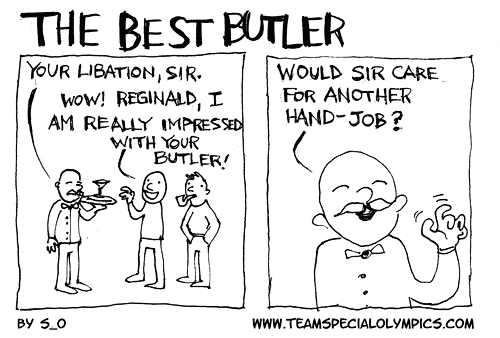 THE BEST BUTLER
YOUR LIBATION, SIR.
WOW! REGINALD, I
AM REALLY IMPRESSED
WITH YOUR
BUTLER!
WOULD SIR CARE
FOR ANOTHER
HAND-JOB?
BY S_O
WWW.TEAMSPECIALOLYMPICS.COM